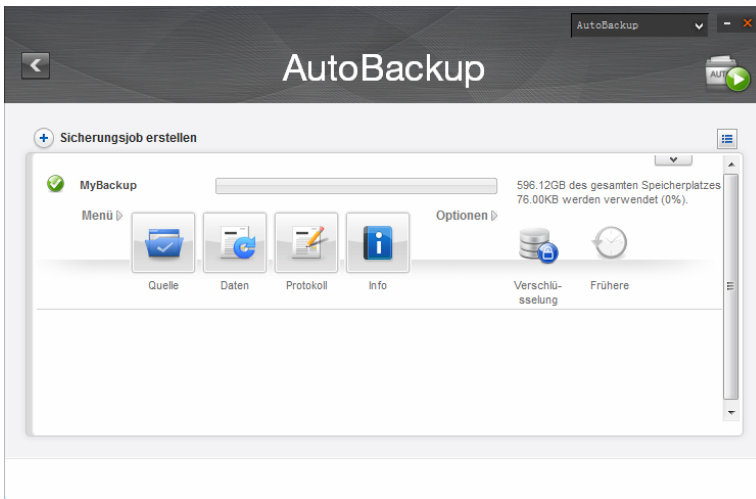 AutoBackup
AutoBackup
AUTO
Sicherungsjob erstellen
MyBackup
596.12GB des gesamten Speicherplatzes
76.00KB werden verwendet (0%).
Menü
Optionen
Quelle
Daten
Protokoll
Info
Verschlü-
sselung
Frühere